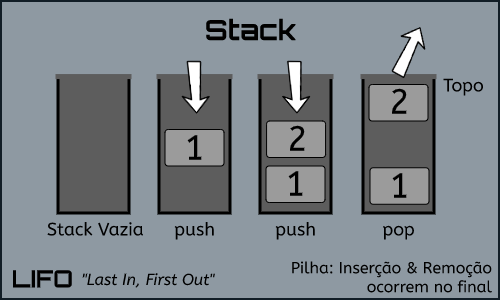 Stack
Topo
1
2
1
2
1
Stack Vazia
push
push
pop
LIFO "Last In, First Out"
Pilha: Inserção & Remoção
ocorrem no final